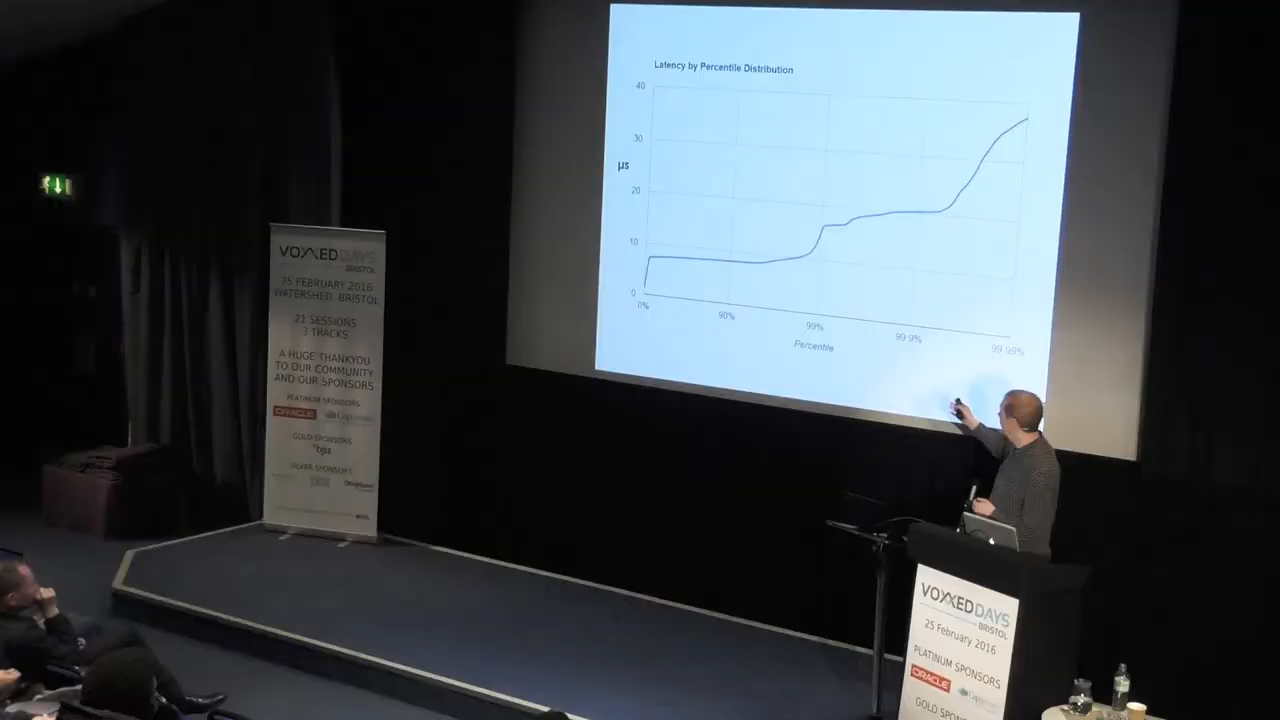 Latency by Percentile Distribution
40
30
µs
20
10
0
0%
90%
99%
99.9%
99.99%
Percentile
VOXXED DAYS
BRISTOL
25 FEBRUARY 2016
WATERSHED, BRISTOL
21 SESSIONS
3 TRACKS
A HUGE THANKYOU
TO OUR COMMUNITY
AND OUR SPONSORS
PLATINUM SPONSORS
ORACLE
GOLD SPONSORS
bjss
SILVER SPONSORS
VOXXED DAYS
BRISTOL
25 February 2016
PLATINUM SPONSORS
ORACLE